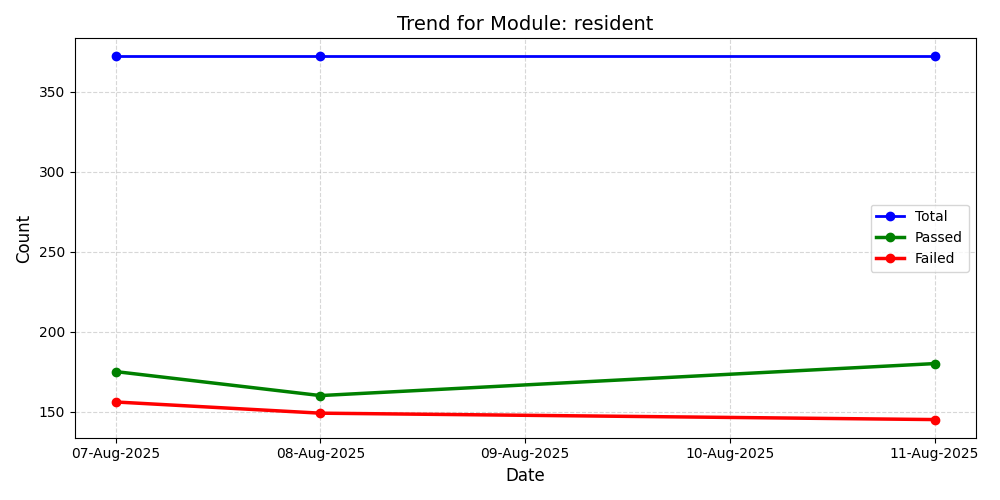 Trend for Module: resident
Count
350
300
250
200
150
Total
Passed
Failed
07-Aug-2025
08-Aug-2025
09-Aug-2025
10-Aug-2025
11-Aug-2025
Date